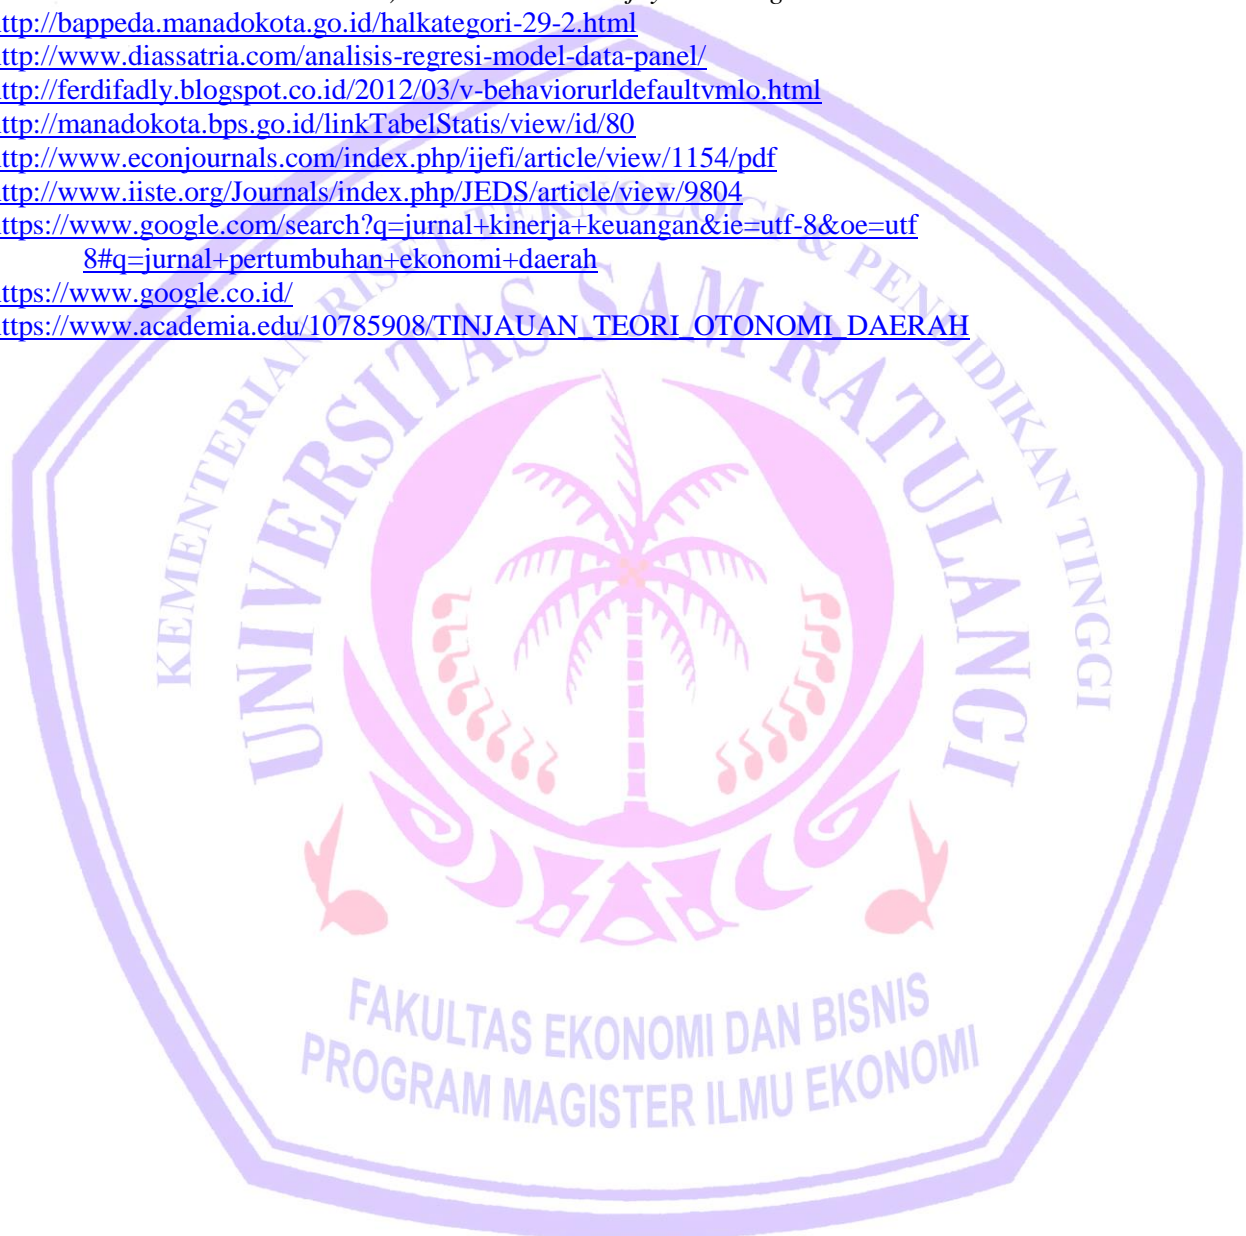 ttp://bappeda.manadokota.go.id/halkategori-29-2.html
ttp://www.diassatria.com/analisis-regresi-model-data-panel/
ttp://ferdifadly.blogspot.co.id/2012/03/v-behaviorurldefaultvmlo.html
ttp://manadokota.bps.go.id/linkTabelStatis/view/id/80
ttp://www.econjournals.com/index.php/ijefi/article/view/1154/pdf
ttp://www.iiste.org/Journals/index.php/JEDS/article/view/9804
ttps://www.google.com/search?q=jurnal+kinerja+keuangan&ie=utf-8&oe=utf
8#q=jurnal+pertumbuhan+ekonomi+daerah
ttps://www.google.co.id/
ttps://www.academia.edu/10785908/TINJAUAN_TEORI_OTONOMI_DAERAH
KEMENTERIAN RISET TEKNOLOGI & PENDIDIKAN TINGGI
UNIVERSITAS SAM RATULANGI
FAKULTAS EKONOMI DAN BISNIS
PROGRAM MAGISTER ILMU EKONOMI